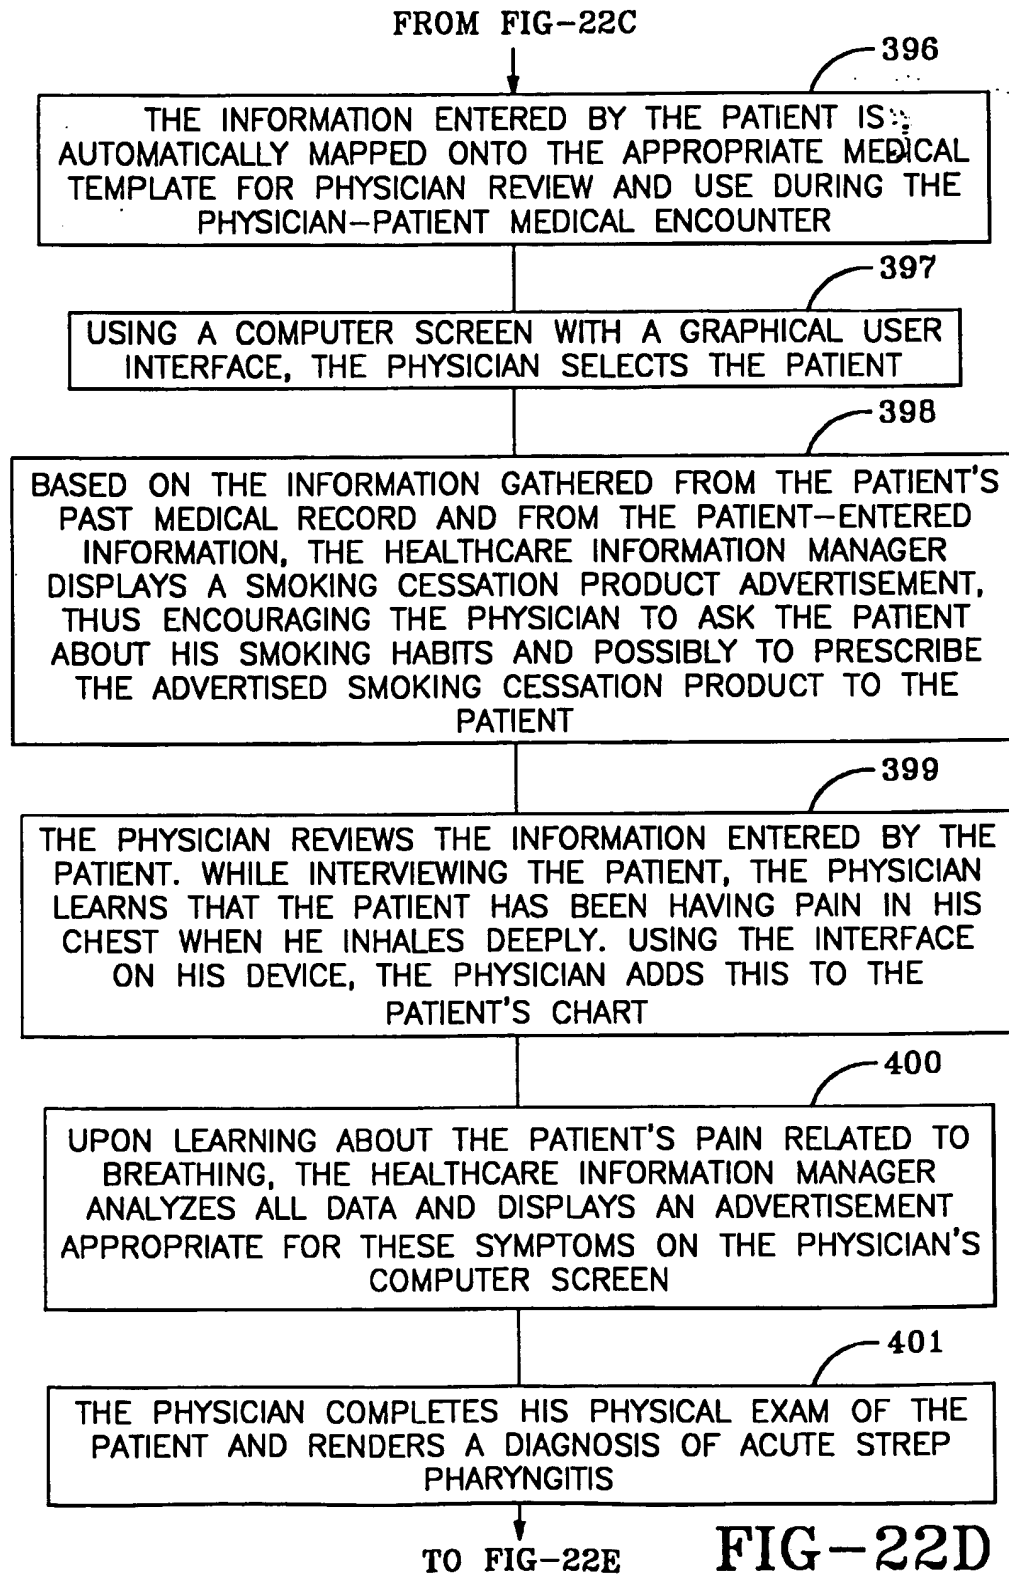 FROM FIG-22C
396
THE INFORMATION ENTERED BY THE PATIENT IS
AUTOMATICALLY MAPPED ONTO THE APPROPRIATE MEDICAL
TEMPLATE FOR PHYSICIAN REVIEW AND USE DURING THE
PHYSICIAN-PATIENT MEDICAL ENCOUNTER
397
USING A COMPUTER SCREEN WITH A GRAPHICAL USER
INTERFACE, THE PHYSICIAN SELECTS THE PATIENT
398
BASED ON THE INFORMATION GATHERED FROM THE PATIENT'S
PAST MEDICAL RECORD AND FROM THE PATIENT-ENTERED
INFORMATION, THE HEALTHCARE INFORMATION MANAGER
DISPLAYS A SMOKING CESSATION PRODUCT ADVERTISEMENT,
THUS ENCOURAGING THE PHYSICIAN TO ASK THE PATIENT
ABOUT HIS SMOKING HABITS AND POSSIBLY TO PRESCRIBE
THE ADVERTISED SMOKING CESSATION PRODUCT TO THE
PATIENT
399
THE PHYSICIAN REVIEWS THE INFORMATION ENTERED BY THE
PATIENT. WHILE INTERVIEWING THE PATIENT, THE PHYSICIAN
LEARNS THAT THE PATIENT HAS BEEN HAVING PAIN IN HIS
CHEST WHEN HE INHALES DEEPLY. USING THE INTERFACE
ON HIS DEVICE, THE PHYSICIAN ADDS THIS TO THE
PATIENT'S CHART
400
UPON LEARNING ABOUT THE PATIENT'S PAIN RELATED TO
BREATHING, THE HEALTHCARE INFORMATION MANAGER
ANALYZES ALL DATA AND DISPLAYS AN ADVERTISEMENT
APPROPRIATE FOR THESE SYMPTOMS ON THE PHYSICIAN'S
COMPUTER SCREEN
401
THE PHYSICIAN COMPLETES HIS PHYSICAL EXAM OF THE
PATIENT AND RENDERS A DIAGNOSIS OF ACUTE STREP
PHARYNGITIS
TO FIG-22E
FIG-22D